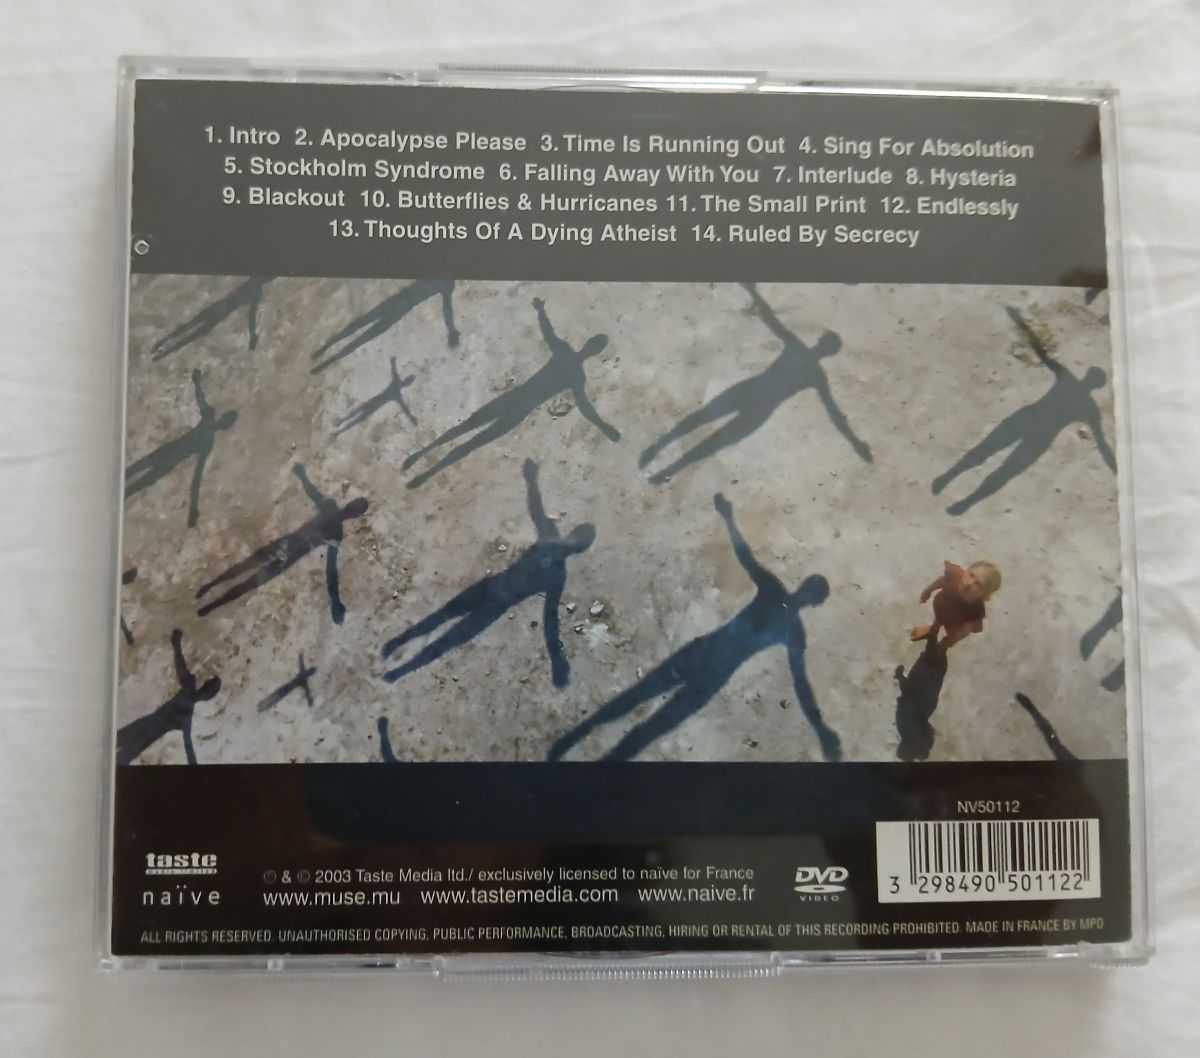 1. Intro 2. Apocalypse Please 3. Time Is Running Out 4. Sing For Absolution
5. Stockholm Syndrome 6. Falling Away With You 7. Interlude 8. Hysteria
9. Blackout 10. Butterflies & Hurricanes 11. The Small Print 12. Endlessly
13. Thoughts Of A Dying Atheist 14. Ruled By Secrecy
NV50112
3 298490 501122
taste
media limited
naïve
℗ & © 2003 Taste Media ltd./ exclusively licensed to naïve for France
www.muse.mu www.tastemedia.com www.naive.fr
DVD
VIDEO
ALL RIGHTS RESERVED. UNAUTHORISED COPYING, PUBLIC PERFORMANCE, BROADCASTING, HIRING OR RENTAL OF THIS RECORDING PROHIBITED. MADE IN FRANCE BY MPO